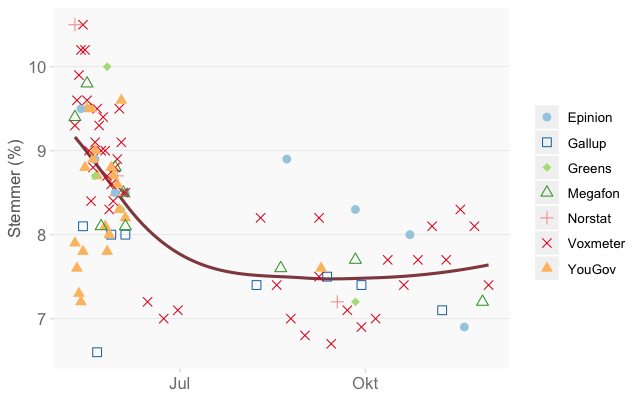 Stemmer (%)
10
9
8
7
Jul
Okt
Epinion
Gallup
Greens
Megafon
Norstat
Voxmeter
YouGov